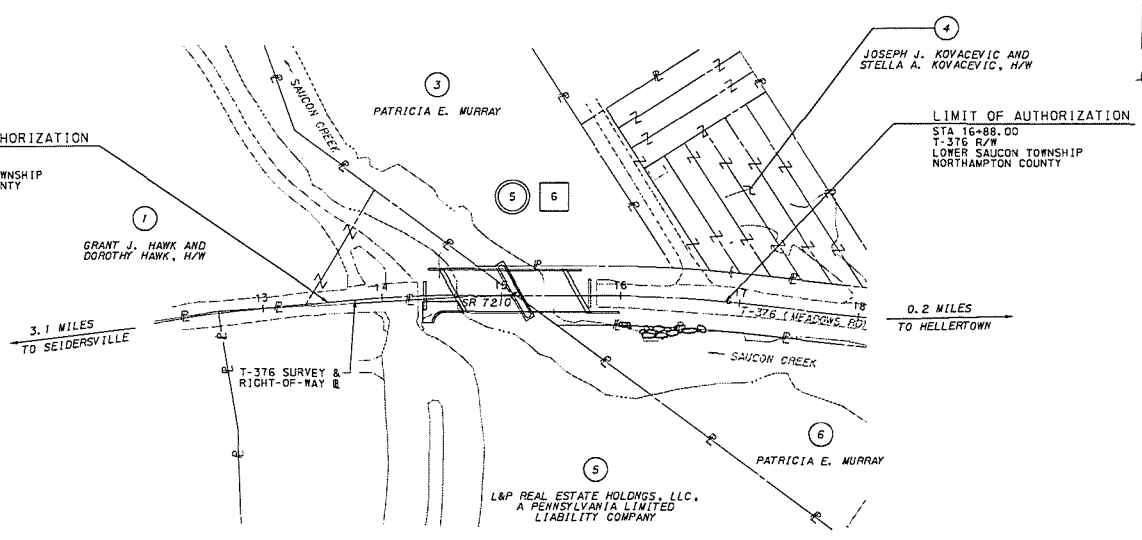 4
JOSEPH J. KOVACEVIC AND
STELLA A. KOVACEVIC, H/W
3
PATRICIA E. MURRAY
SAUCON CREEK
HORIZATION
WNSHIP
NTY
LIMIT OF AUTHORIZATION
STA 16+88.00
T-376 R/W
LOWER SAUCON TOWNSHIP
NORTHAMPTON COUNTY
5
6
1
GRANT J. HAWK AND
DOROTHY HAWK, H/W
13
14
15
16
17
18
SR 7210
T-376 (MEADOWS RD)
3.1 MILES
TO SEIDERSVILLE
0.2 MILES
TO HELLERTOWN
T-376 SURVEY &
RIGHT-OF-WAY ℄
SAUCON CREEK
6
PATRICIA E. MURRAY
5
L&P REAL ESTATE HOLDNGS, LLC,
A PENNSYLVANIA LIMITED
LIABILITY COMPANY